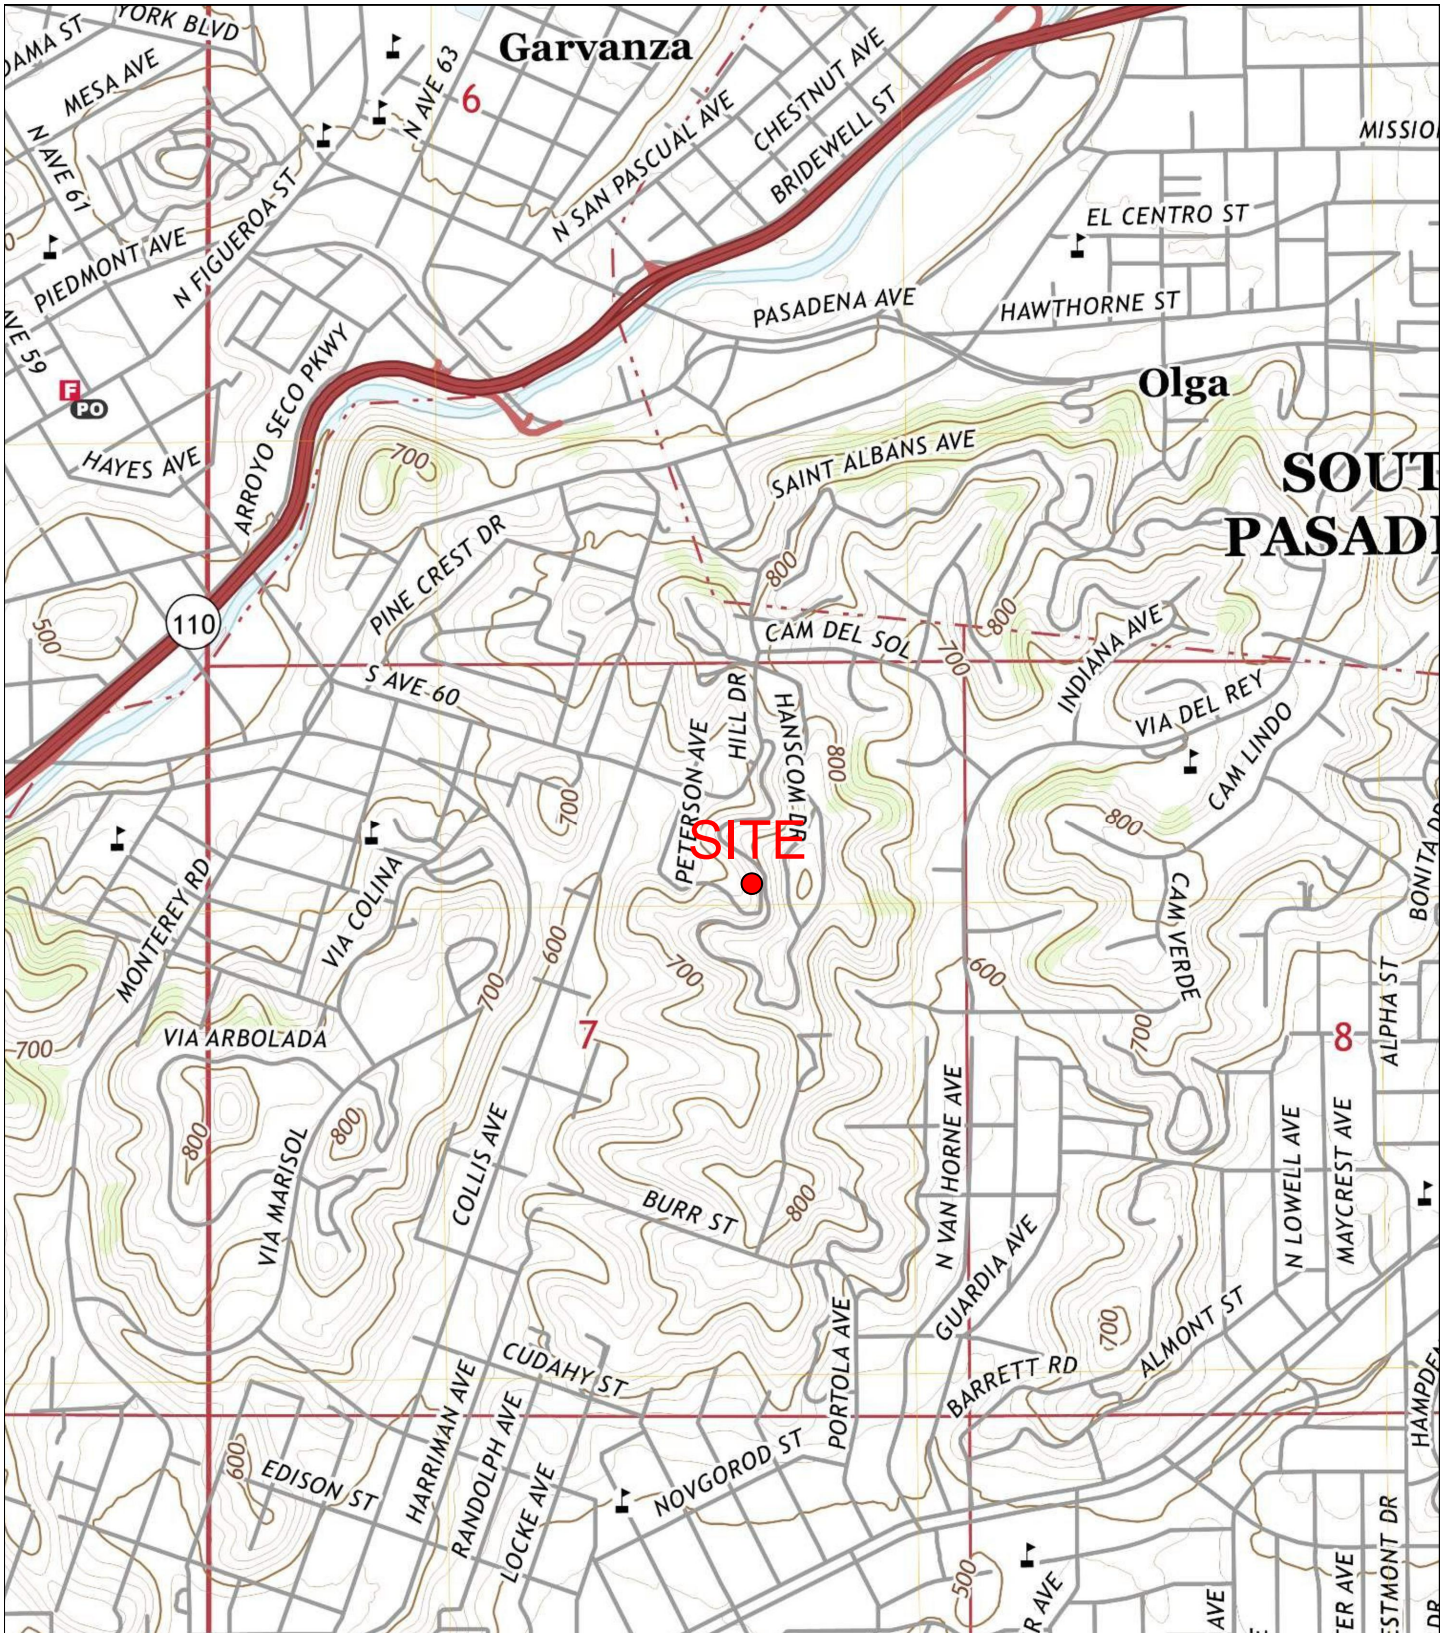 YORK BLVD
DAMA ST
MESA AVE
N AVE 63
Garvanza
6
CHESTNUT AVE
N SAN PASCUAL AVE
BRIDEWELL ST
MISSIO
N AVE 61
N FIGUEROA ST
PIEDMONT AVE
EL CENTRO ST
0
AVE 59
PASADENA AVE
HAWTHORNE ST
F
PO
ARROYO SECO PKWY
Olga
HAYES AVE
700
SAINT ALBANS AVE
SOUT
PASADI
PINE CREST DR
800
500
110
CAM DEL SOL
800
700
INDIANA AVE
S AVE 60
HILL DR
HANSCOM DR
VIA DEL REY
CAM LINDO
PETERSON AVE
800
700
SITE
800
MONTEREY RD
VIA COLINA
CAM VERDE
BONITA D
600
700
700
600
7
VIA ARBOLADA
700
700
8
ALPHA ST
800
800
VIA MARISOL
COLLIS AVE
BURR ST
800
N VAN HORNE AVE
GUARDIA AVE
N LOWELL AVE
MAYCREST AVE
CUDAHY ST
PORTOLA AVE
700
ALMONT ST
BARRETT RD
HAMPDEN
HARRIMAN AVE
RANDOLPH AVE
LOCKE AVE
600
EDISON ST
NOVGOROD ST
500
R AVE
AVE
TER AVE
ESTMONT DR
DR